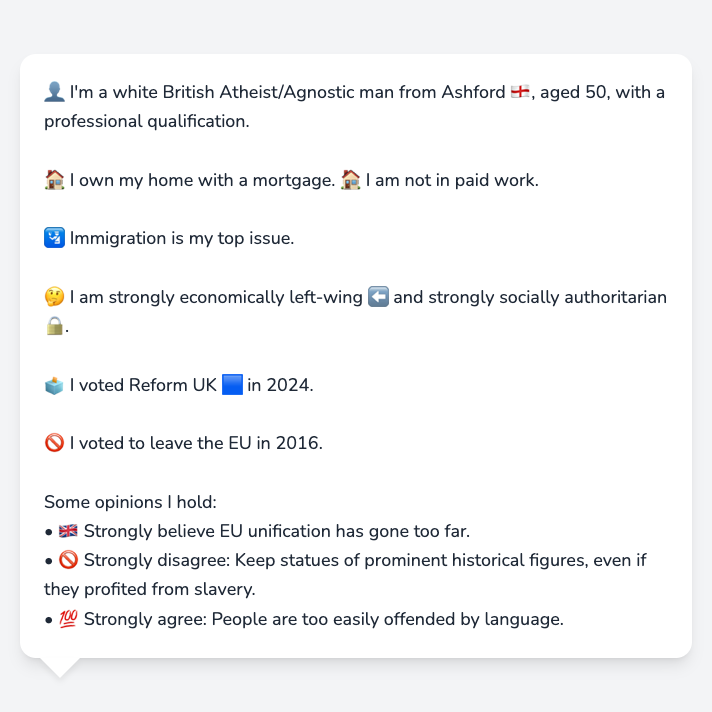 👤 I'm a white British Atheist/Agnostic man from Ashford 🏴󠁧󠁢󠁥󠁮󠁧󠁿, aged 50, with a
professional qualification.
🏠 I own my home with a mortgage. 🏠 I am not in paid work.
🛂 Immigration is my top issue.
🤔 I am strongly economically left-wing ⬅️ and strongly socially authoritarian
🔒.
🗳️ I voted Reform UK 🟦 in 2024.
🚫 I voted to leave the EU in 2016.
Some opinions I hold:
• 🇬🇧 Strongly believe EU unification has gone too far.
• 🚫 Strongly disagree: Keep statues of prominent historical figures, even if
they profited from slavery.
• 💯 Strongly agree: People are too easily offended by language.